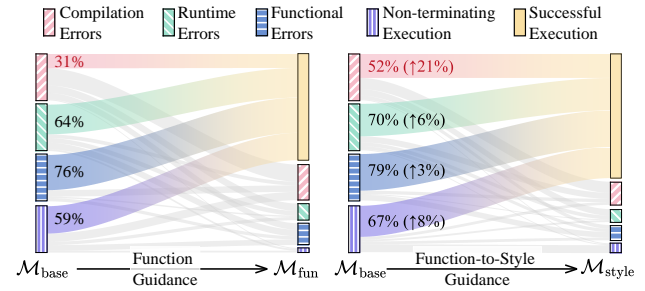 Compilation Errors
Runtime Errors
Functional Errors
Non-terminating Execution
Successful Execution
31%
64%
76%
59%
52% (↑21%)
70% (↑6%)
79% (↑3%)
67% (↑8%)
M_base
Function
Guidance
M_fun
M_base
Function-to-Style
Guidance
M_style